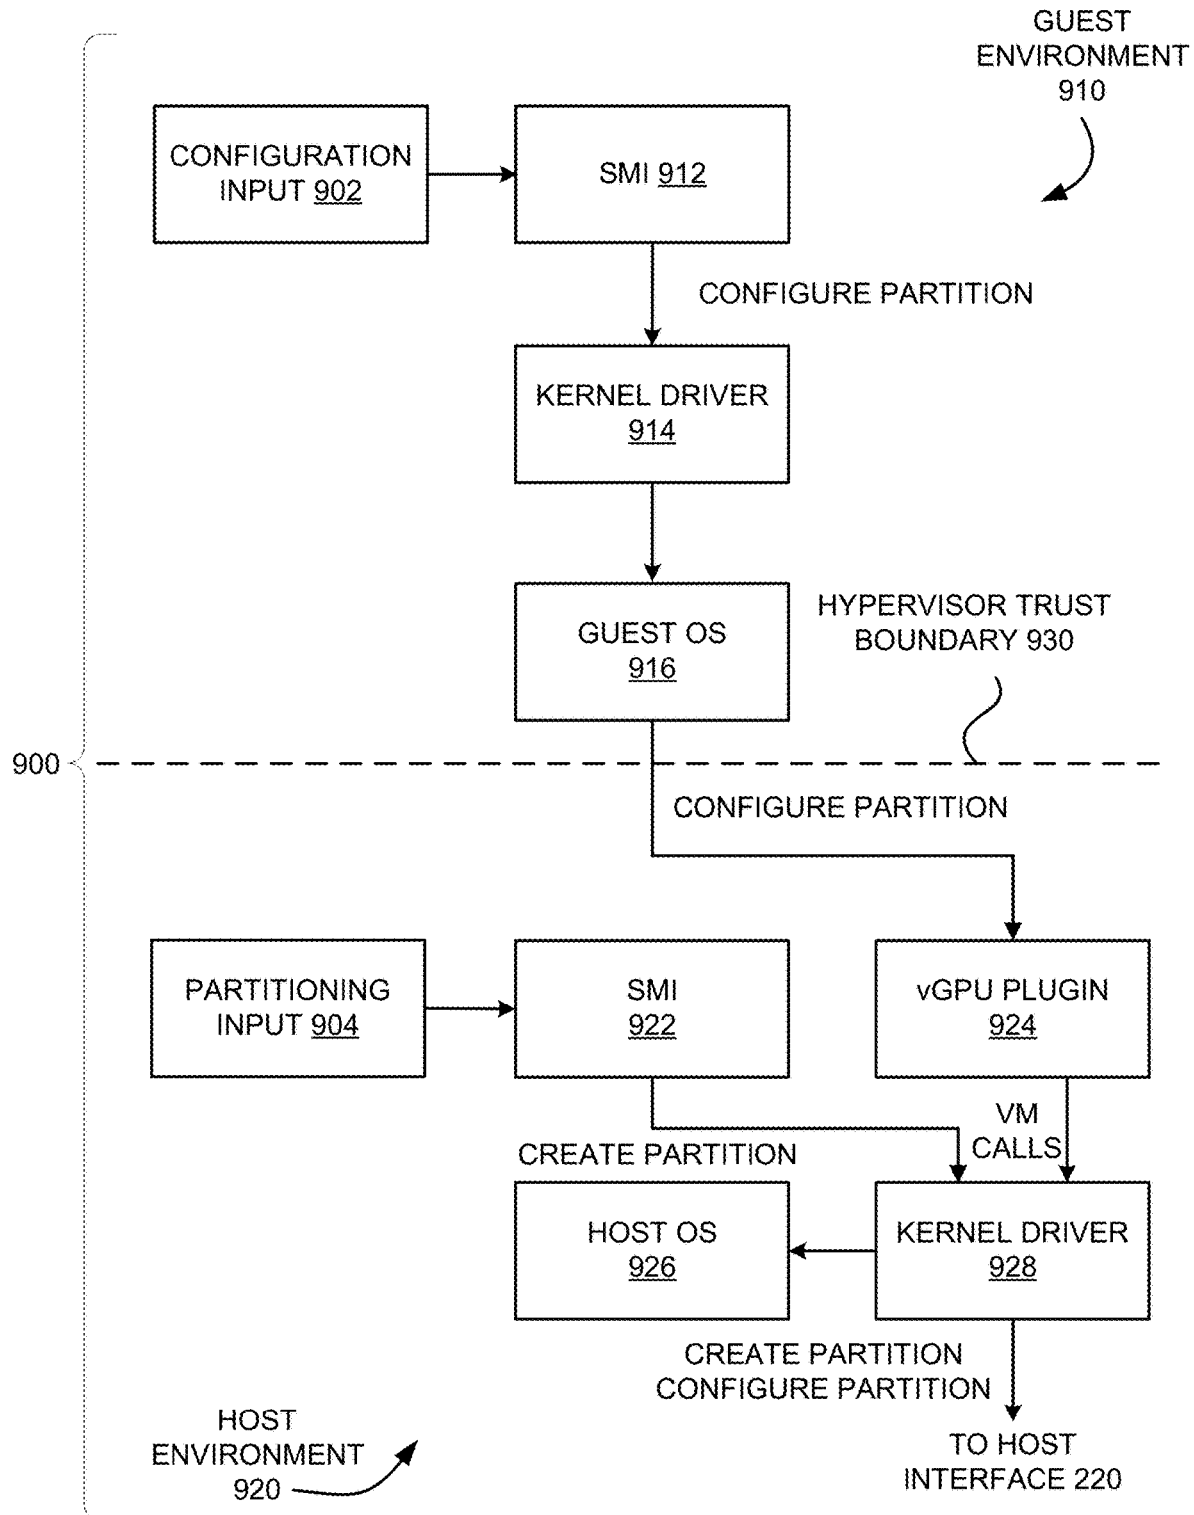 GUEST
ENVIRONMENT
910
CONFIGURATION
INPUT 902
SMI 912
CONFIGURE PARTITION
KERNEL DRIVER
914
GUEST OS
916
HYPERVISOR TRUST
BOUNDARY 930
900
CONFIGURE PARTITION
PARTITIONING
INPUT 904
SMI
922
vGPU PLUGIN
924
VM
CALLS
CREATE PARTITION
HOST OS
926
KERNEL DRIVER
928
CREATE PARTITION
CONFIGURE PARTITION
HOST
ENVIRONMENT
920
TO HOST
INTERFACE 220